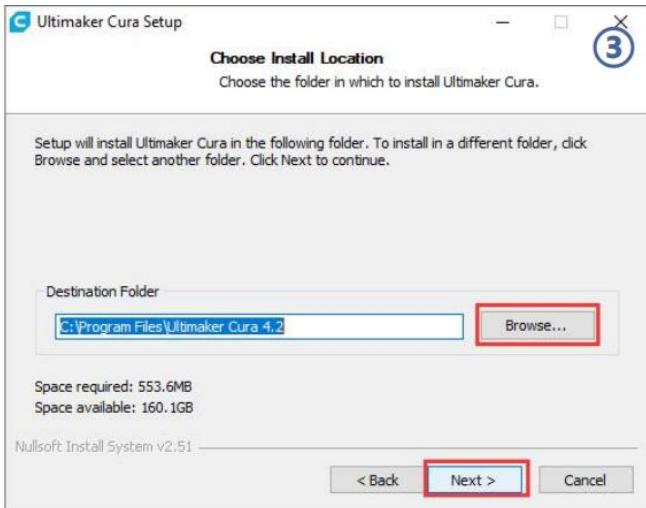 Ultimaker Cura Setup
③
Choose Install Location
Choose the folder in which to install Ultimaker Cura.
Setup will install Ultimaker Cura in the following folder. To install in a different folder, click
Browse and select another folder. Click Next to continue.
Destination Folder
C:\Program Files\Ultimaker Cura 4.2
Browse...
Space required: 553.6MB
Space available: 160.1GB
Nullsoft Install System v2.51
< Back
Next >
Cancel